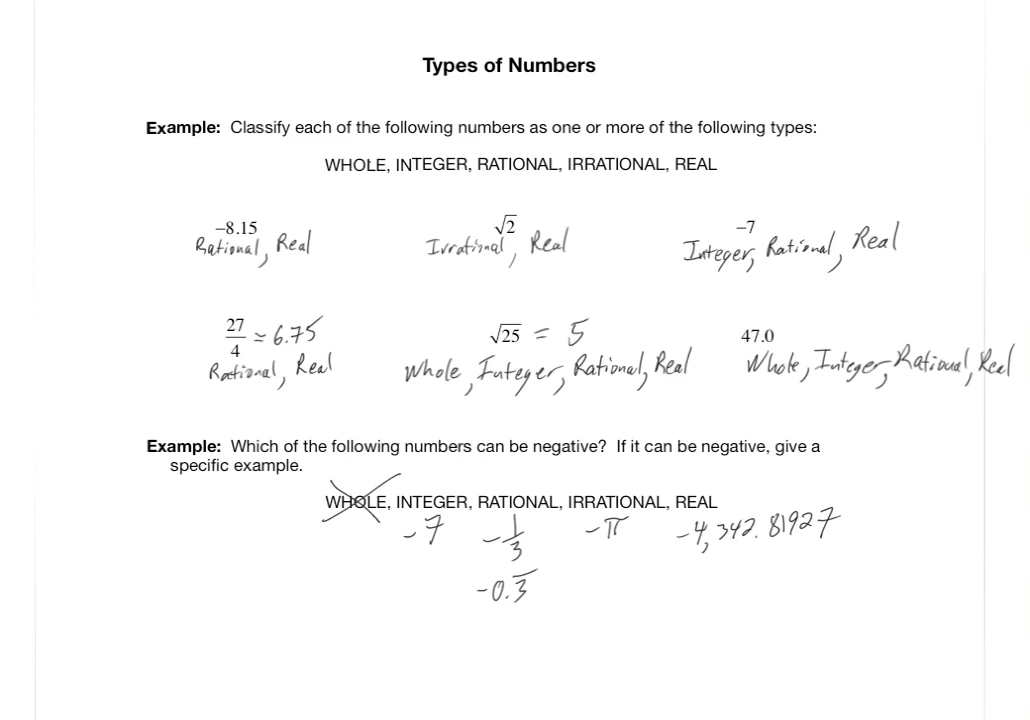 Types of Numbers
Example: Classify each of the following numbers as one or more of the following types:
WHOLE, INTEGER, RATIONAL, IRRATIONAL, REAL
−8.15 √2 −7
Rational, Real Irrational, Real Integer, Rational, Real
27/4 = 6.75 √25 = 5 47.0
Rational, Real Whole, Integer, Rational, Real Whole, Integer, Rational, Real
Example: Which of the following numbers can be negative? If it can be negative, give a
specific example.
WHOLE, INTEGER, RATIONAL, IRRATIONAL, REAL
−7 −1/3 −π −4,342.81927
−0.3̅